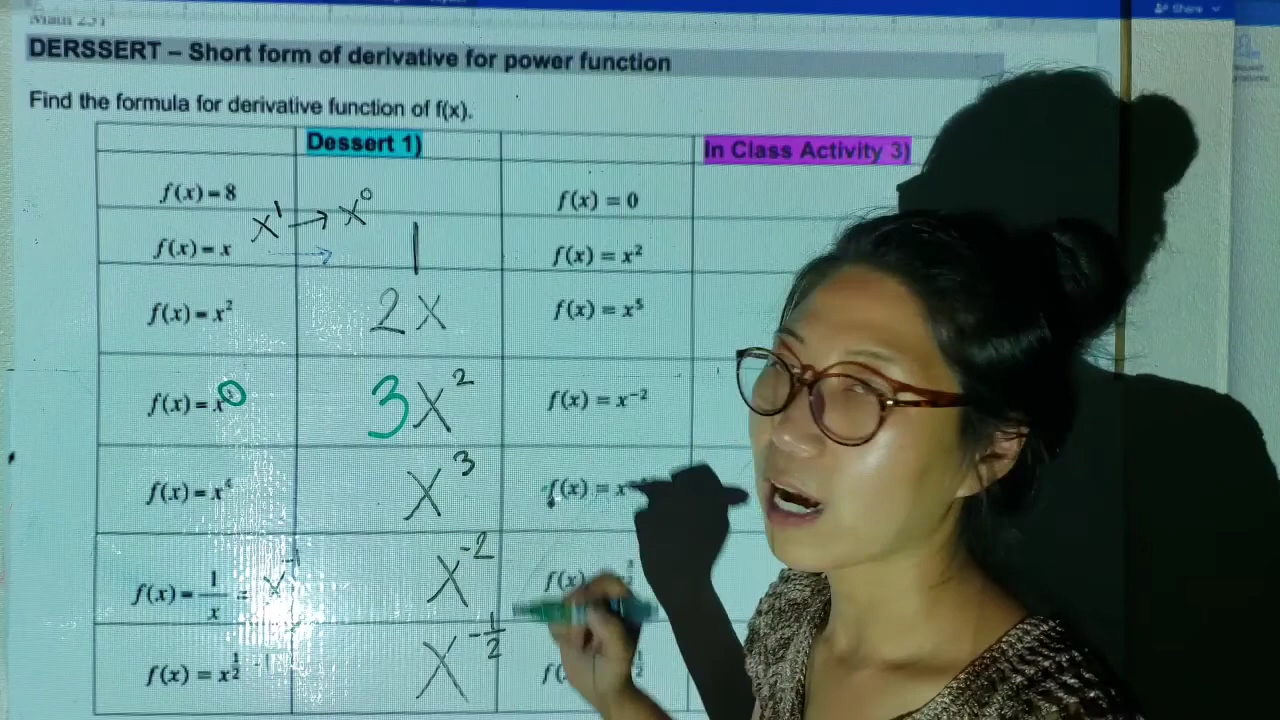 Share
DERSSERT – Short form of derivative for power function
Find the formula for derivative function of f(x).
Dessert 1)
In Class Activity 3)
f(x) = 8
f(x) = 0
x¹ → x⁰
f(x) = x
1
f(x) = x²
f(x) = x²
2x
f(x) = x⁵
f(x) = x
3x²
f(x) = x⁻²
f(x) = x⁴
x³
f(x) = x
f(x) = 1/x = x⁻¹
x⁻²
f(x)
f(x) = x^(1/2) - 1
x^(-1/2)